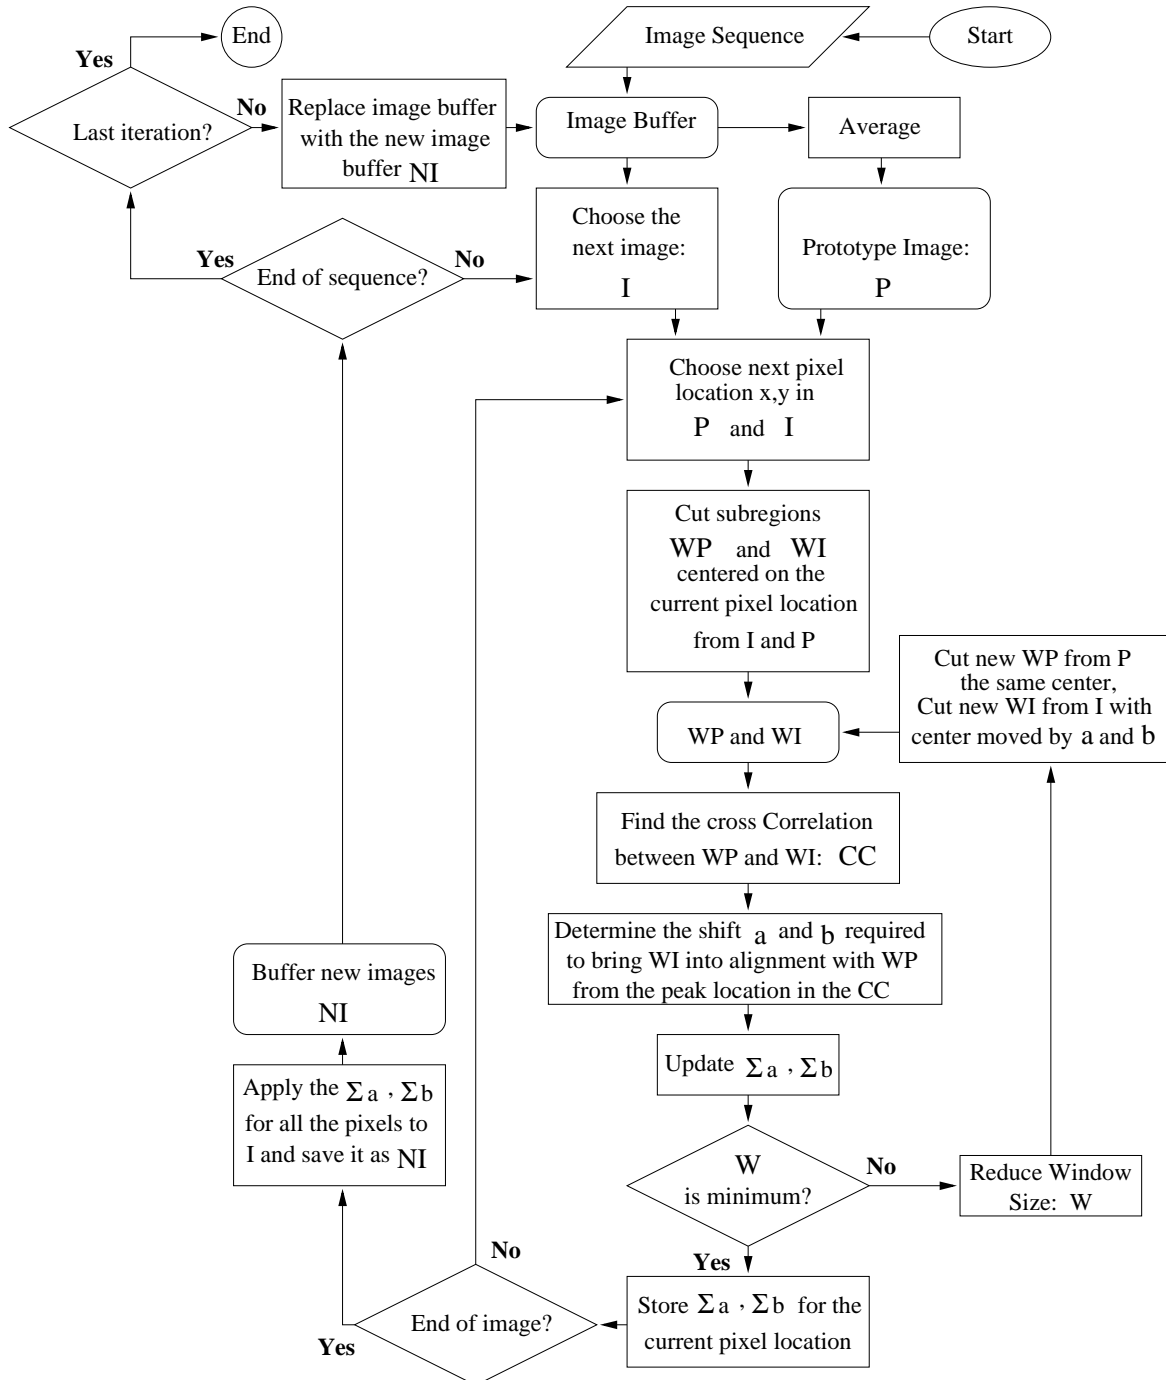 Start
Image Sequence
End
Yes
Last iteration?
No
Replace image buffer
with the new image
buffer NI
Image Buffer
Average
Choose the
next image:
I
Prototype Image:
P
Yes
End of sequence?
No
Choose next pixel
location x,y in
P and I
Cut subregions
WP and WI
centered on the
current pixel location
from I and P
Cut new WP from P
the same center,
Cut new WI from I with
center moved by a and b
WP and WI
Find the cross Correlation
between WP and WI: CC
Determine the shift a and b required
to bring WI into alignment with WP
from the peak location in the CC
Update Σa , Σb
W
is minimum?
No
Reduce Window
Size: W
Yes
Store Σa , Σb for the
current pixel location
No
End of image?
Yes
Apply the Σa , Σb
for all the pixels to
I and save it as NI
Buffer new images
NI